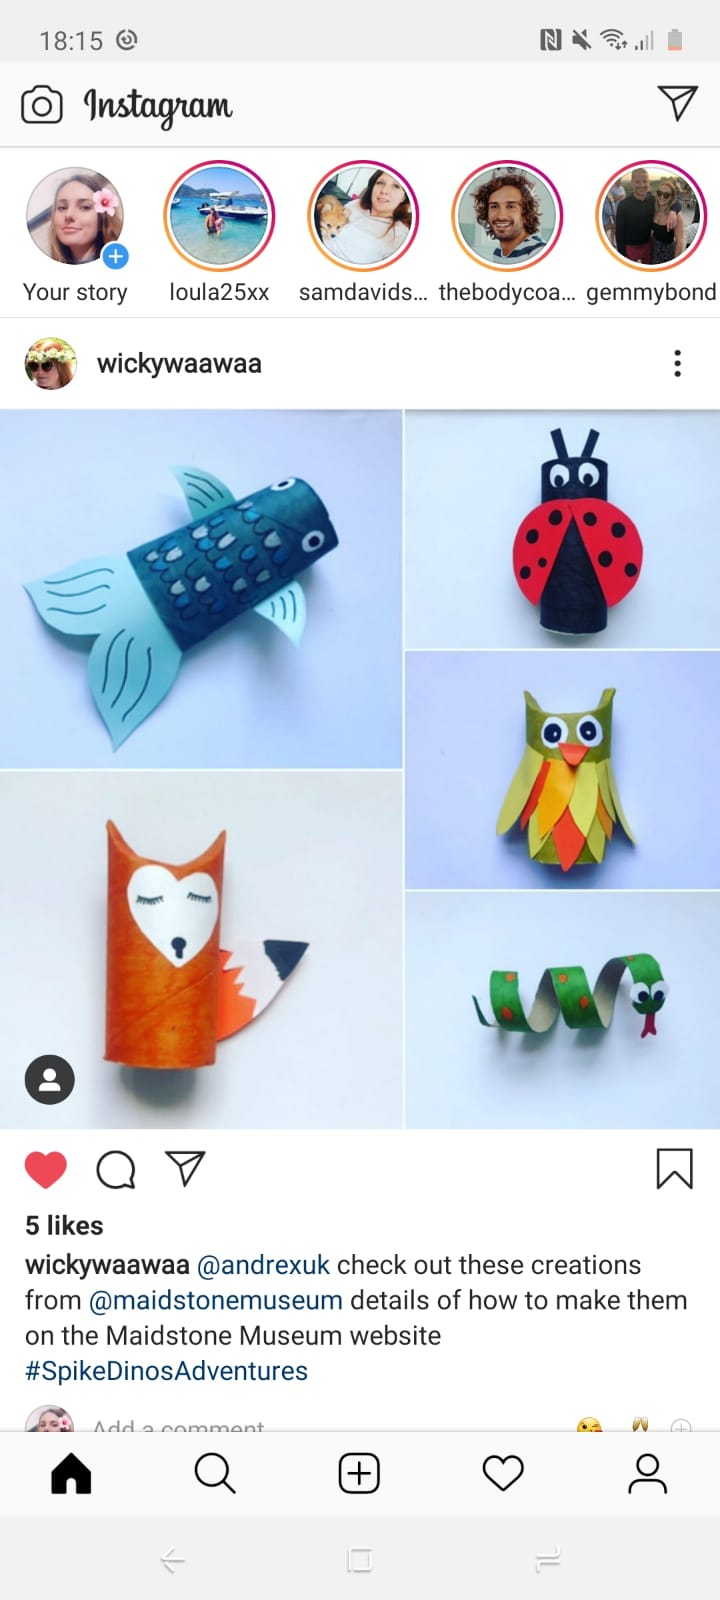 18:15
Instagram
Your story
loula25xx
samdavids...
thebodycoa...
gemmybond
wickywaawaa
5 likes
wickywaawaa @andrexuk check out these creations
from @maidstonemuseum details of how to make them
on the Maidstone Museum website
#SpikeDinosAdventures
Add a comment